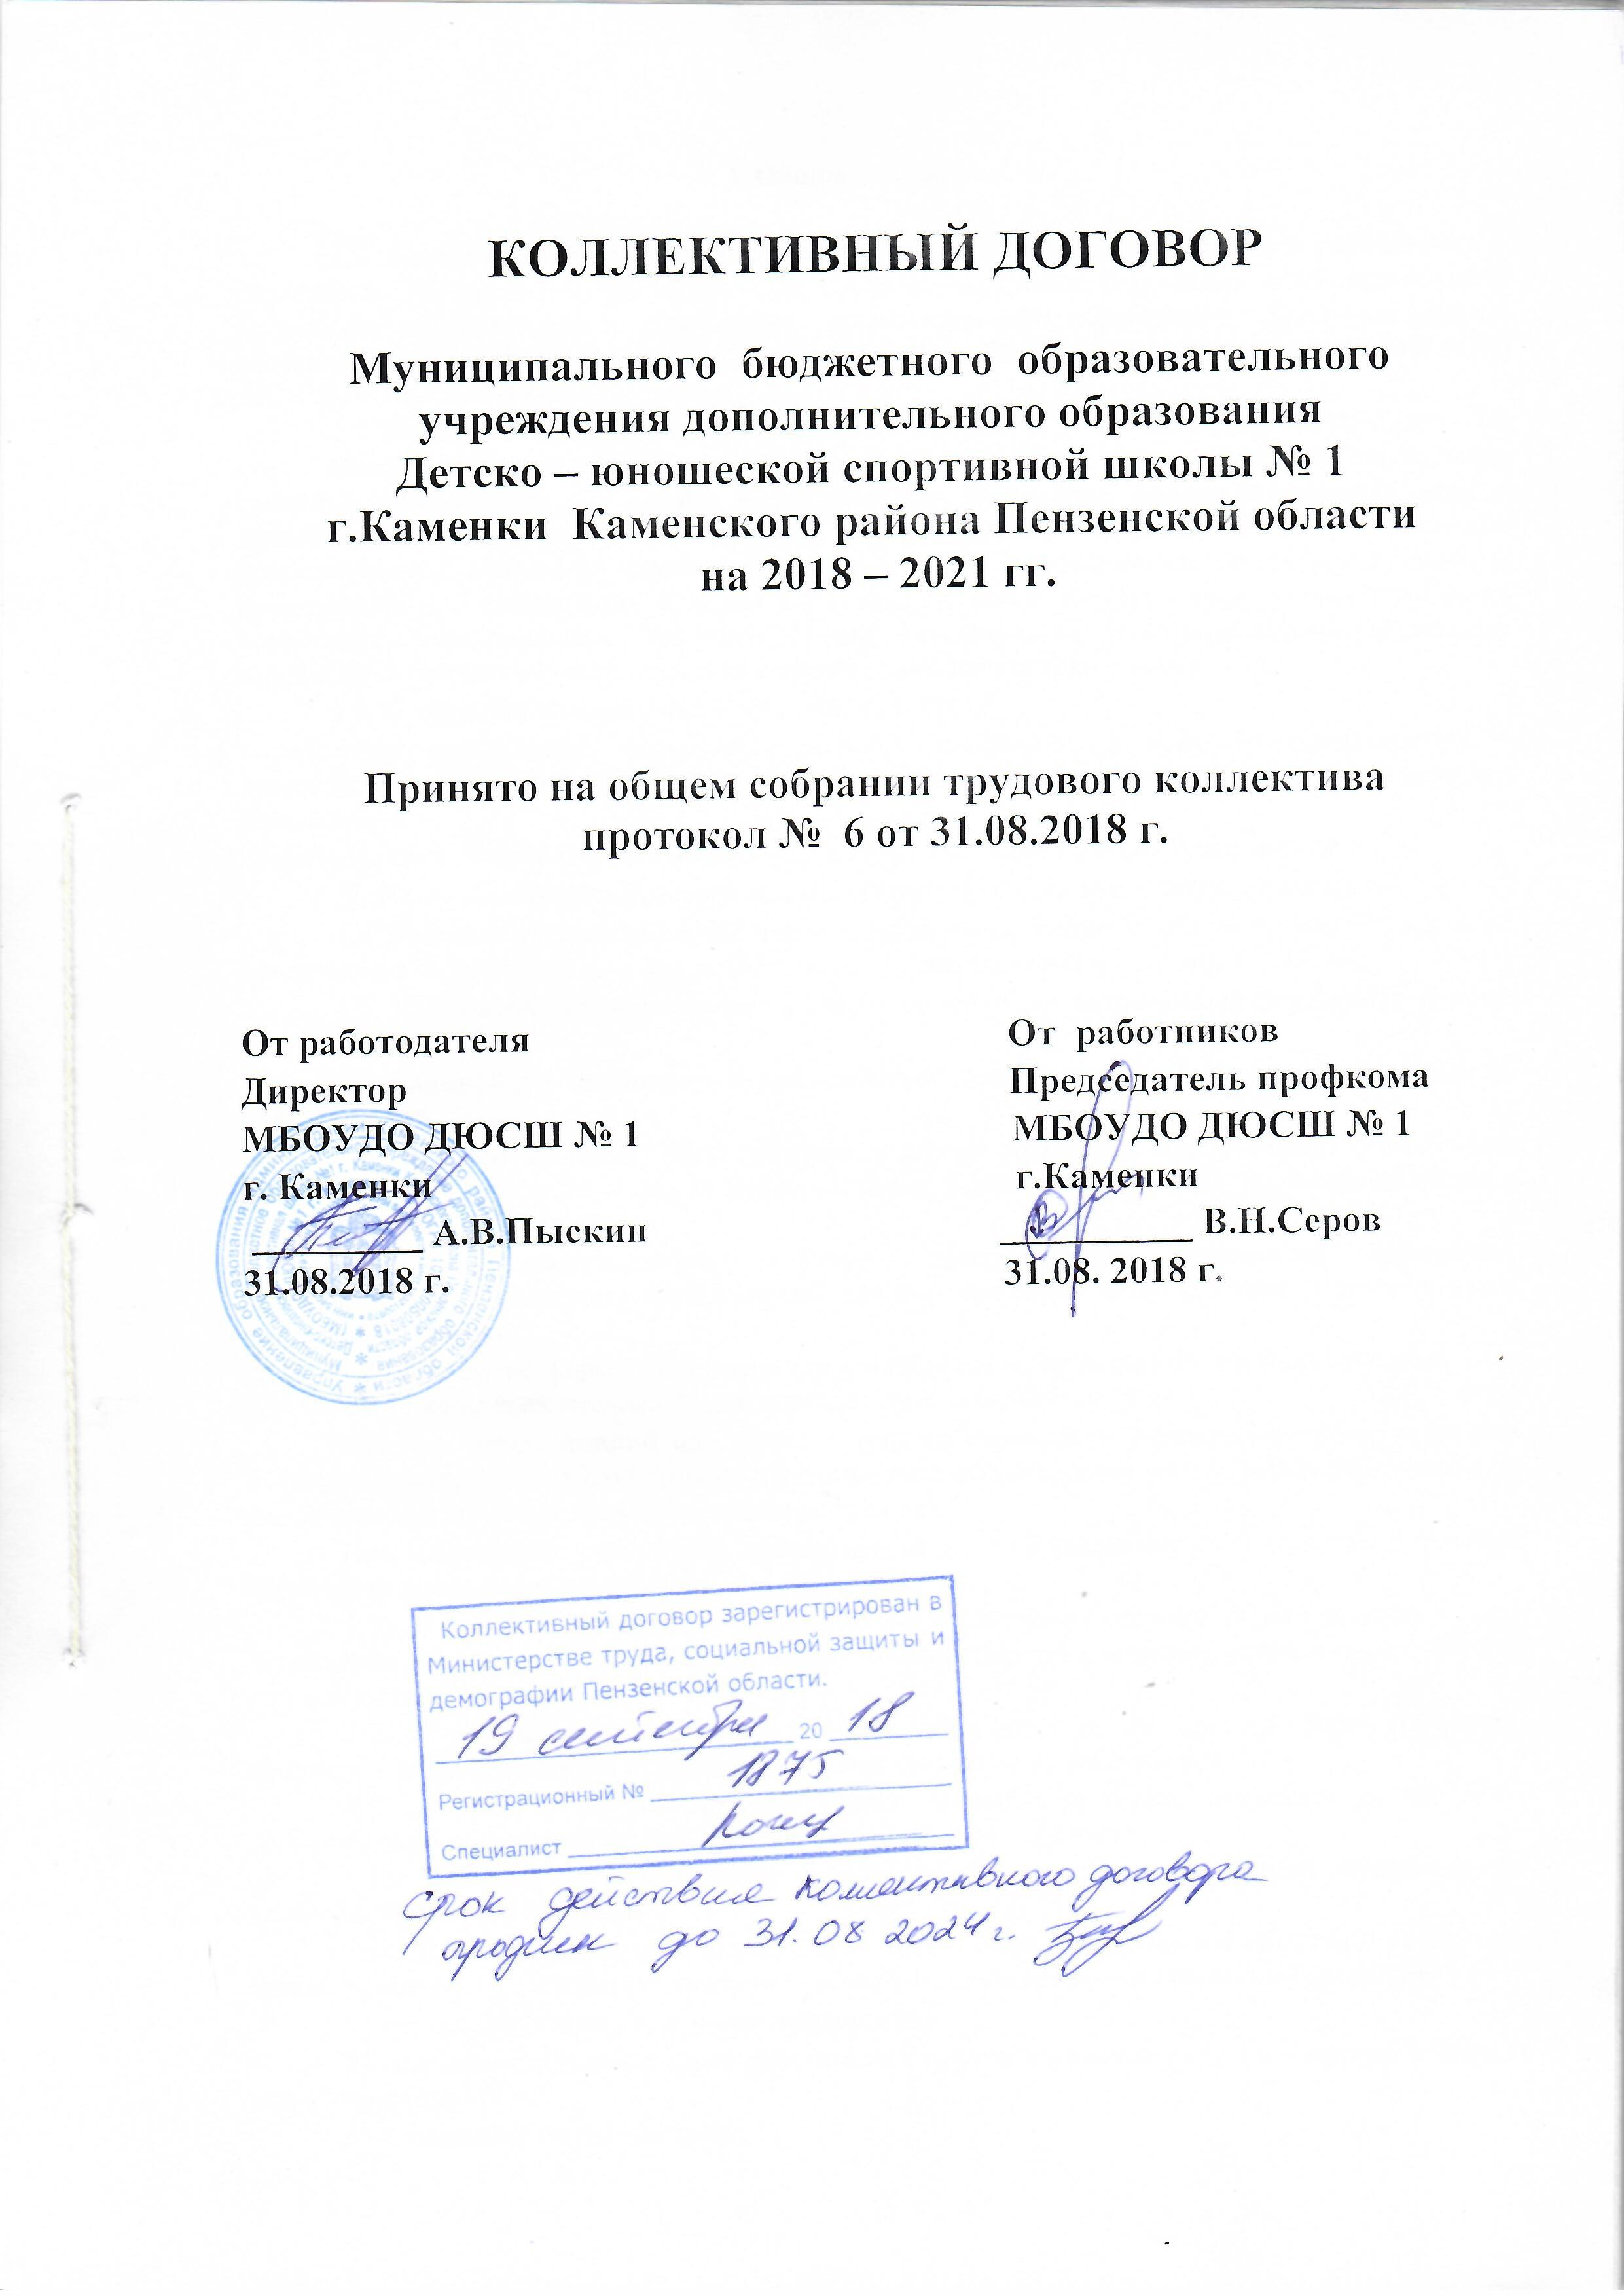 КОЛЛЕКТИВНЫЙ ДОГОВОР
Муниципального бюджетного образовательного
учреждения дополнительного образования
Детско – юношеской спортивной школы № 1
г.Каменки Каменского района Пензенской области
на 2018 – 2021 гг.
Принято на общем собрании трудового коллектива
протокол № 6 от 31.08.2018 г.
От работодателя
Директор
МБОУДО ДЮСШ № 1
г. Каменки
А.В.Пыскин
31.08.2018 г.
От работников
Председатель профкома
МБОУДО ДЮСШ № 1
г.Каменки
В.Н.Серов
31.08. 2018 г.
Коллективный договор зарегистрирован в
Министерстве труда, социальной защиты и
демографии Пензенской области.
19 сентября 20 18
Регистрационный № 1875
Специалист
Срок действия коллективного договора
продлен до 31.08 2024 г.